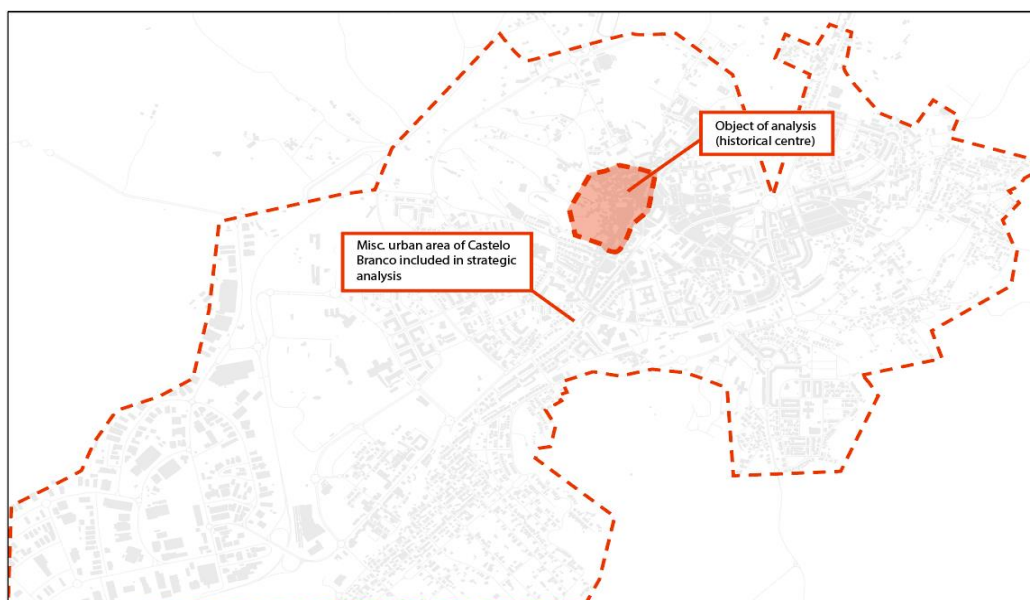 Object of analysis
(historical centre)
Misc. urban area of Castelo
Branco included in strategic
analysis